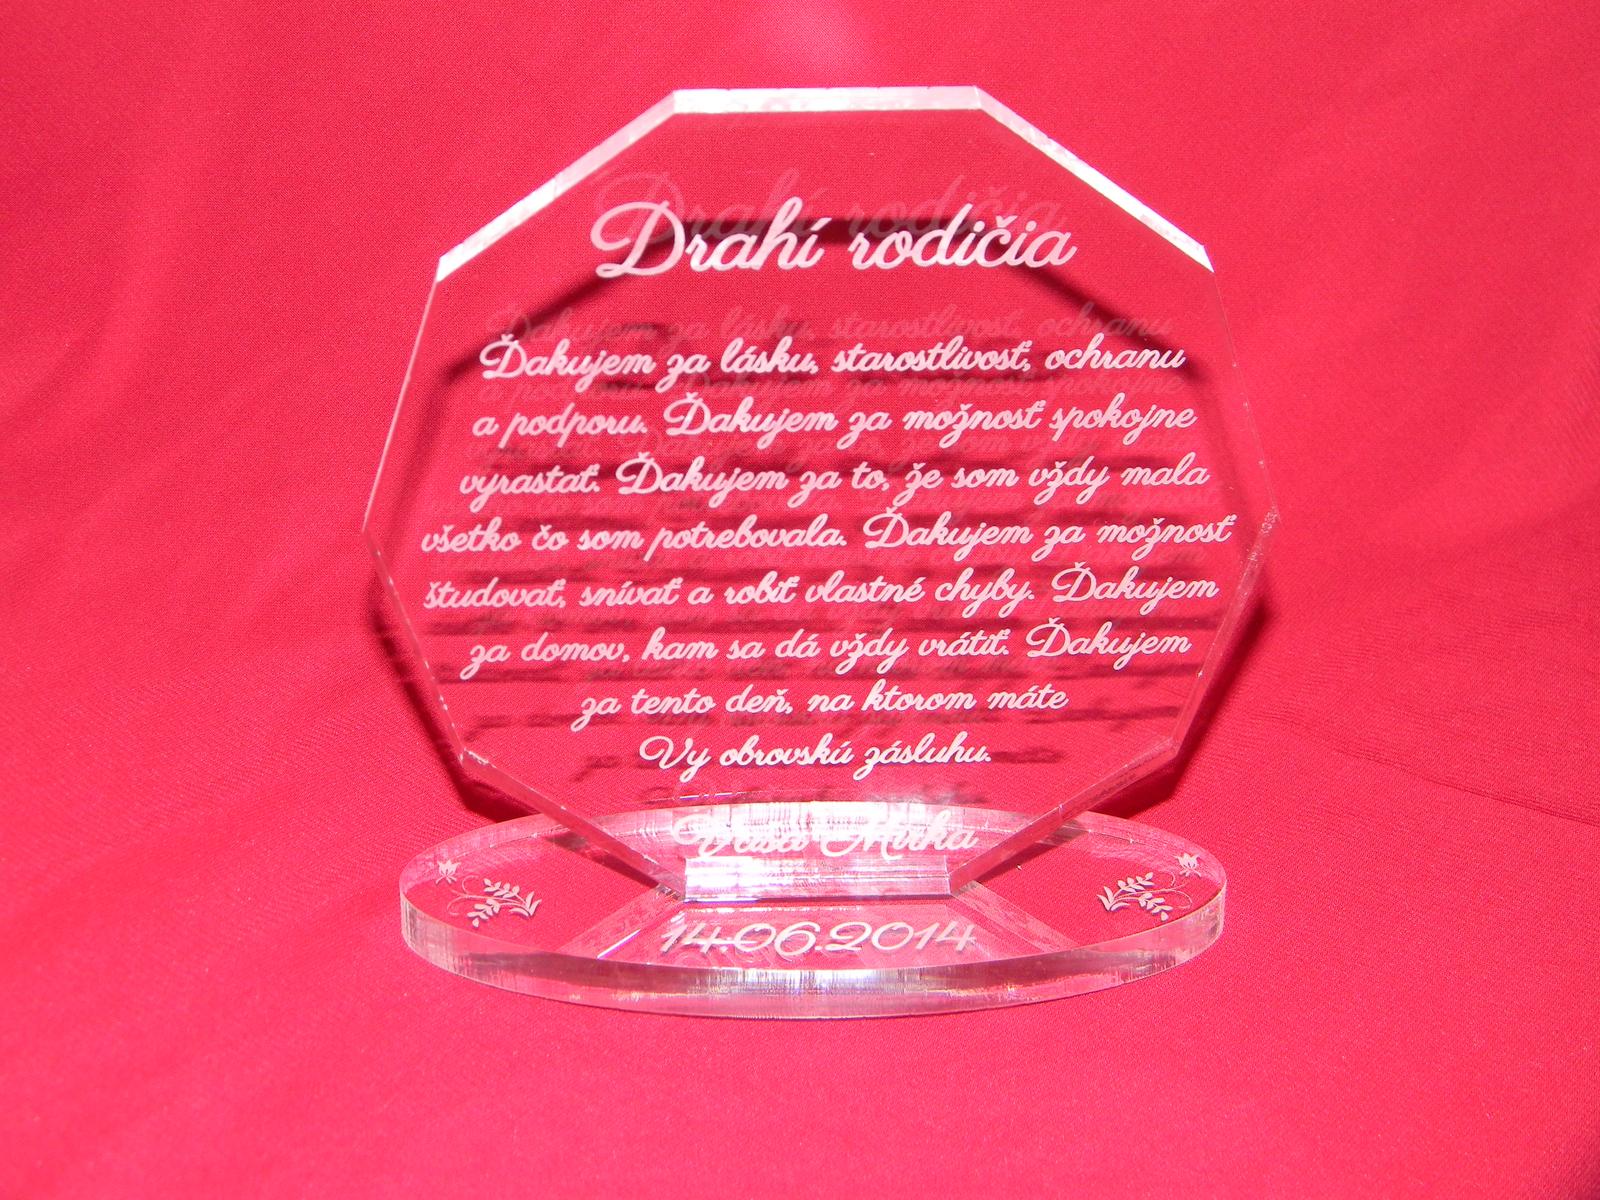 Drahí rodičia
Ďakujem za lásku, starostlivosť, ochranu
a podporu. Ďakujem za možnosť spokojne
vyrastať. Ďakujem za to, že som vždy mala
všetko čo som potrebovala. Ďakujem za možnosť
študovať, snívať a robiť vlastné chyby. Ďakujem
za domov, kam sa dá vždy vrátiť. Ďakujem
za tento deň, na ktorom máte
Vy obrovskú zásluhu.
Vaša Mirka
14.06.2014